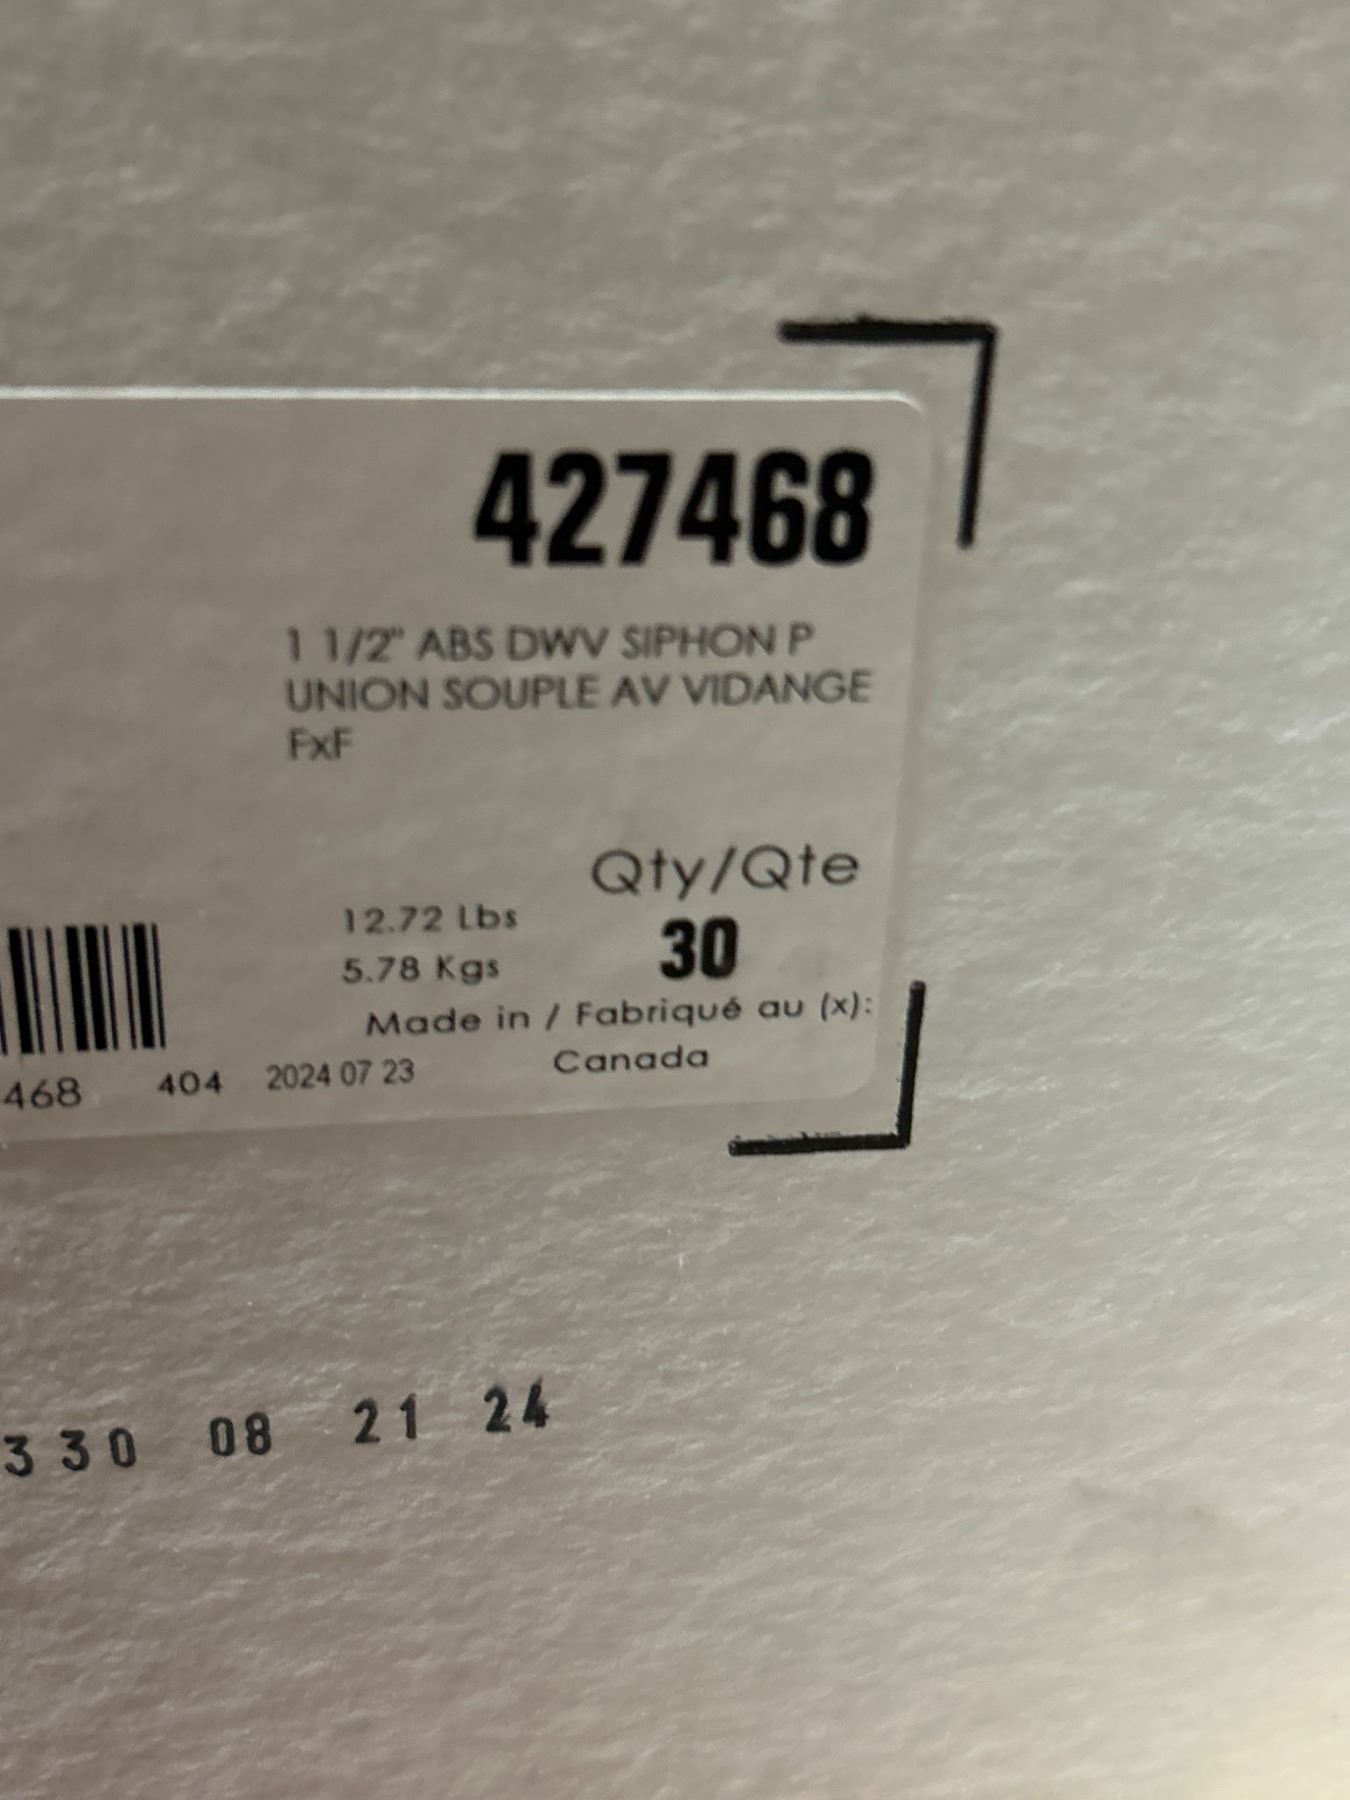 427468
1 1/2" ABS DWV SIPHON P
UNION SOUPLE AV VIDANGE
FxF
Qty/Qte
30
12.72 Lbs
5.78 Kgs
Made in / Fabriqué au (x):
Canada
468 404 2024 07 23
330 08 21 24